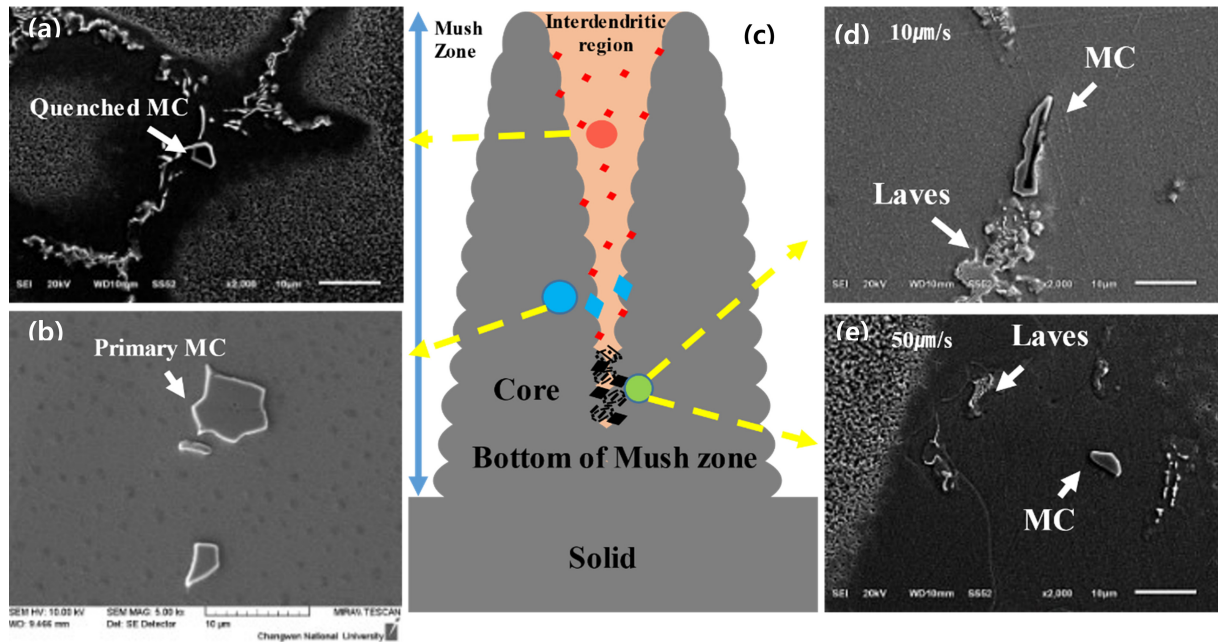 (a)
Quenched MC
SEI 20kV WD10mm SS52 x2,000 10μm
(b)
Primary MC
SEM HV: 10.00 kV SEM MAG: 5.00 kx
WD: 9.466 mm Det: SE Detector 10 μm MIRA\\ TESCAN
Changwon National University
Mush
Zone
Interdendritic
region
(c)
Core
Bottom of Mush zone
Solid
(d)
10μm/s
MC
Laves
SEI 20kV WD10mm SS52 x2,000 10μm
(e)
50μm/s
Laves
MC
SEI 20kV WD10mm SS52 x2,000 10μm